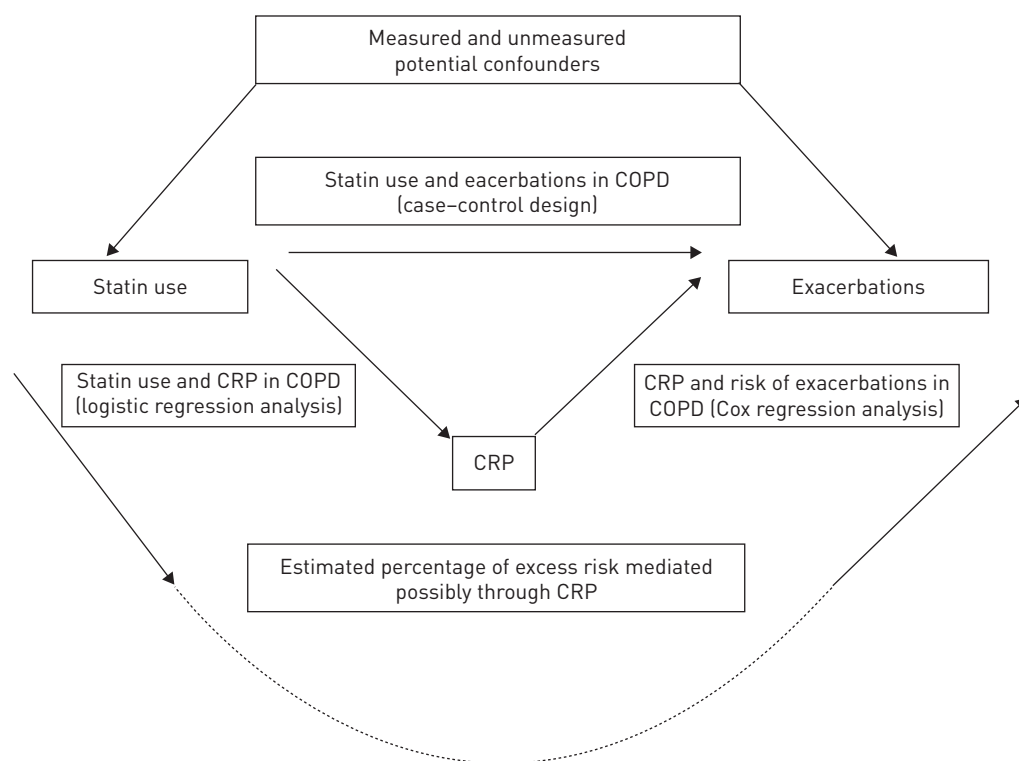 Measured and unmeasured
potential confounders
Statin use and eacerbations in COPD
(case–control design)
Statin use
Exacerbations
Statin use and CRP in COPD
(logistic regression analysis)
CRP and risk of exacerbations in
COPD (Cox regression analysis)
CRP
Estimated percentage of excess risk mediated
possibly through CRP